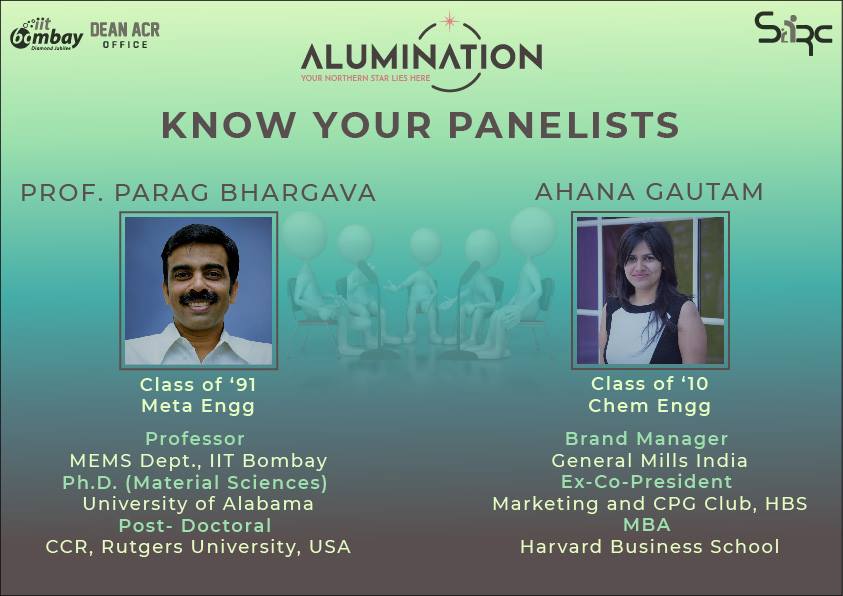 iit
bombay
Diamond Jubilee
DEAN ACR
OFFICE
ALUMINATION
YOUR NORTHERN STAR LIES HERE
KNOW YOUR PANELISTS
PROF. PARAG BHARGAVA
Class of ‘91
Meta Engg
Professor
MEMS Dept., IIT Bombay
Ph.D. (Material Sciences)
University of Alabama
Post- Doctoral
CCR, Rutgers University, USA
AHANA GAUTAM
Class of ‘10
Chem Engg
Brand Manager
General Mills India
Ex-Co-President
Marketing and CPG Club, HBS
MBA
Harvard Business School